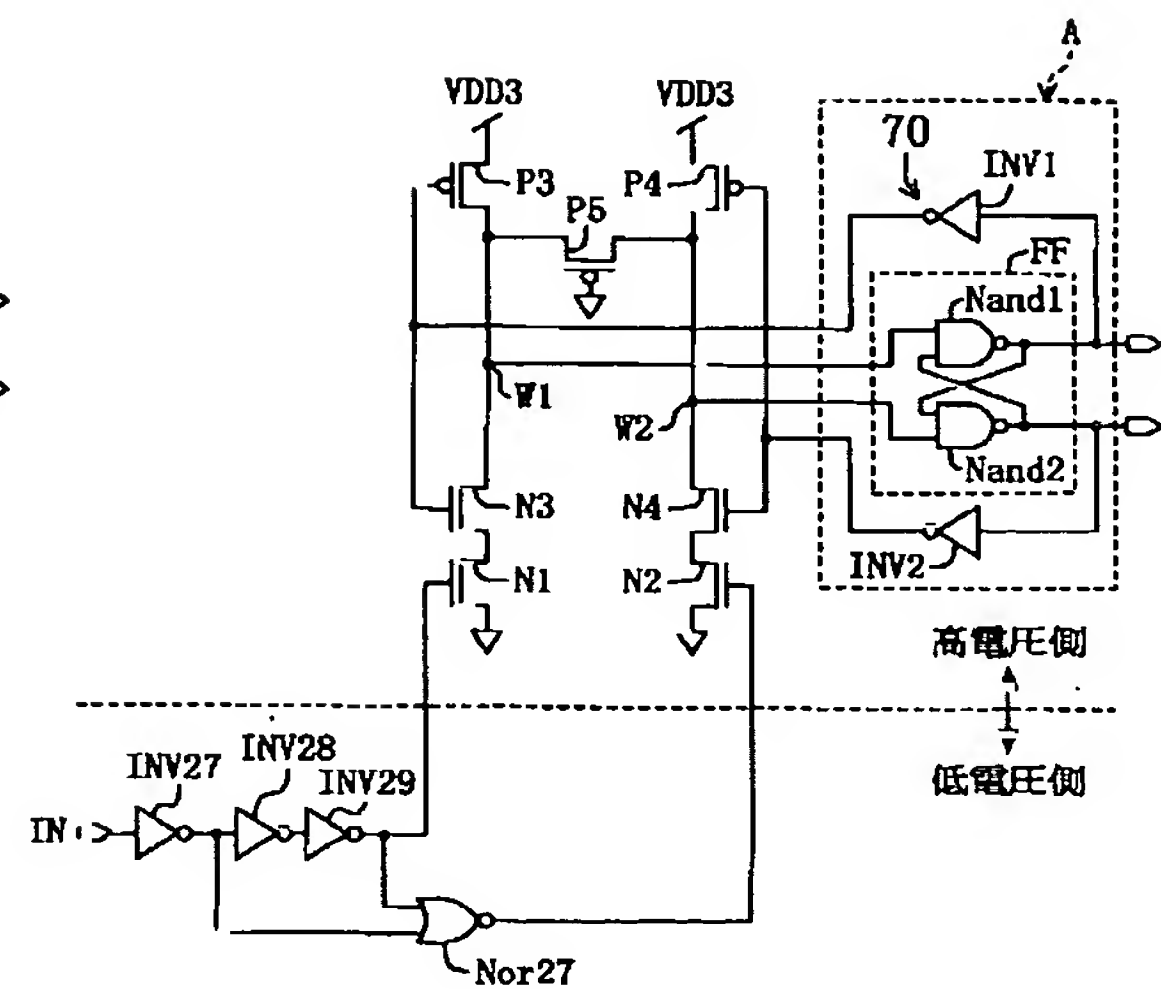 A
VDD3
VDD3
70
INV1
P3
P4
P5
FF
Nand1
W1
W2
Nand2
N3
N4
INV2
N1
N2
高電圧側
低電圧側
INV27
INV28
INV29
IN
Nor27